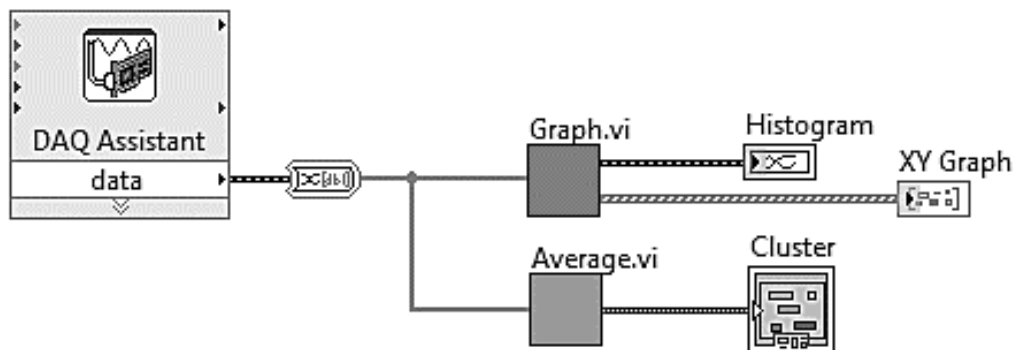 DAQ Assistant
data
Graph.vi
Histogram
XY Graph
Average.vi
Cluster